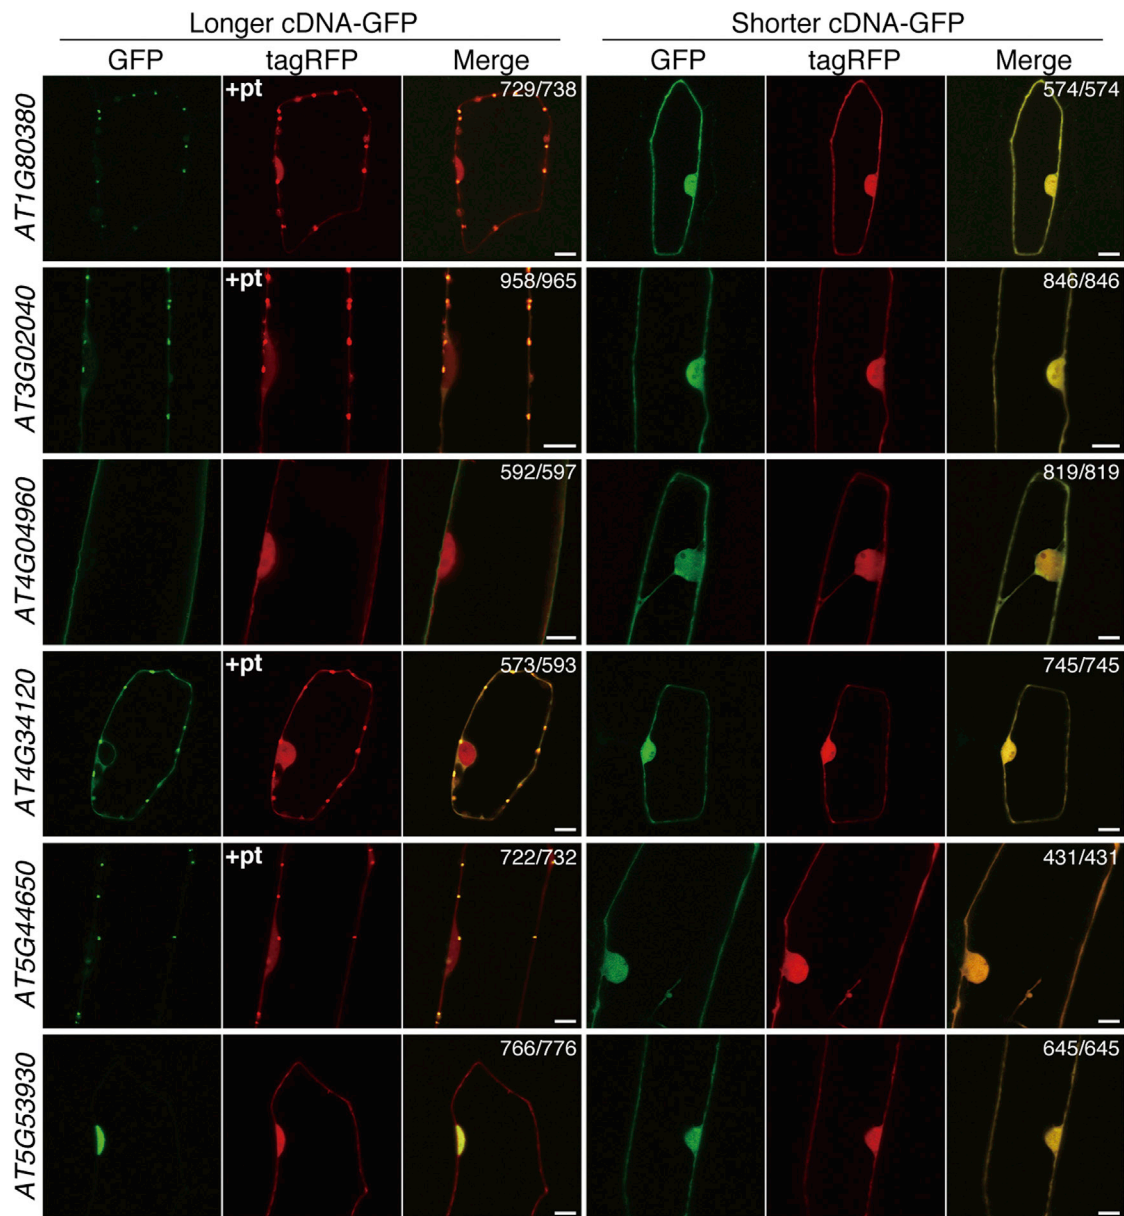 Longer cDNA-GFP Shorter cDNA-GFP
GFP tagRFP Merge GFP tagRFP Merge
AT1G80380 +pt 729/738 574/574
AT3G02040 +pt 958/965 846/846
AT4G04960 592/597 819/819
AT4G34120 +pt 573/593 745/745
AT5G44650 +pt 722/732 431/431
AT5G53930 766/776 645/645